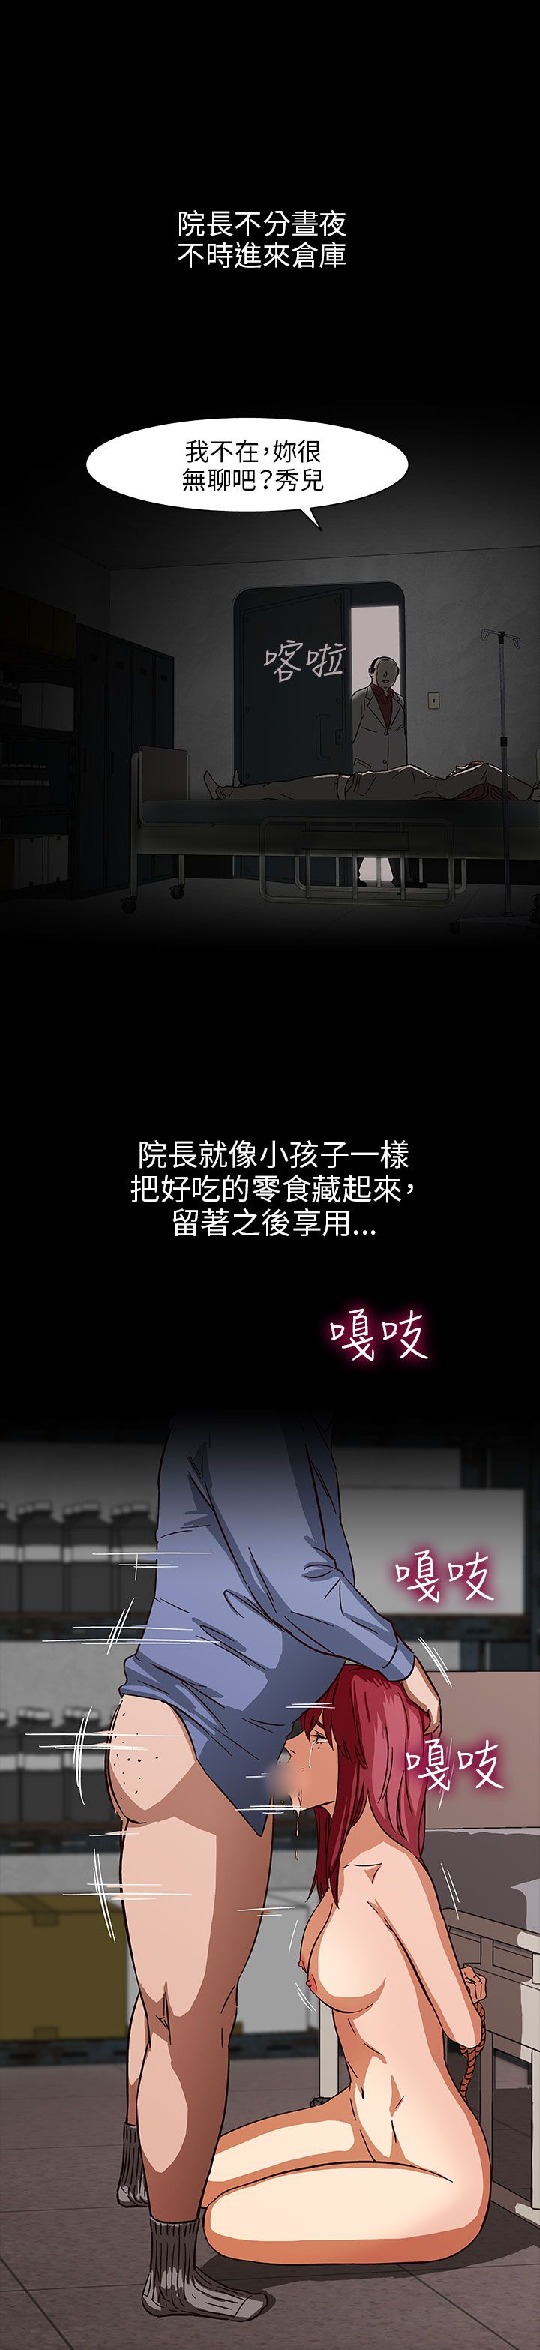 院長不分晝夜
不時進來倉庫
我不在，妳很
無聊吧？秀兒
喀啦
院長就像小孩子一樣
把好吃的零食藏起來，
留著之後享用…
嘎吱
嘎吱
嘎吱